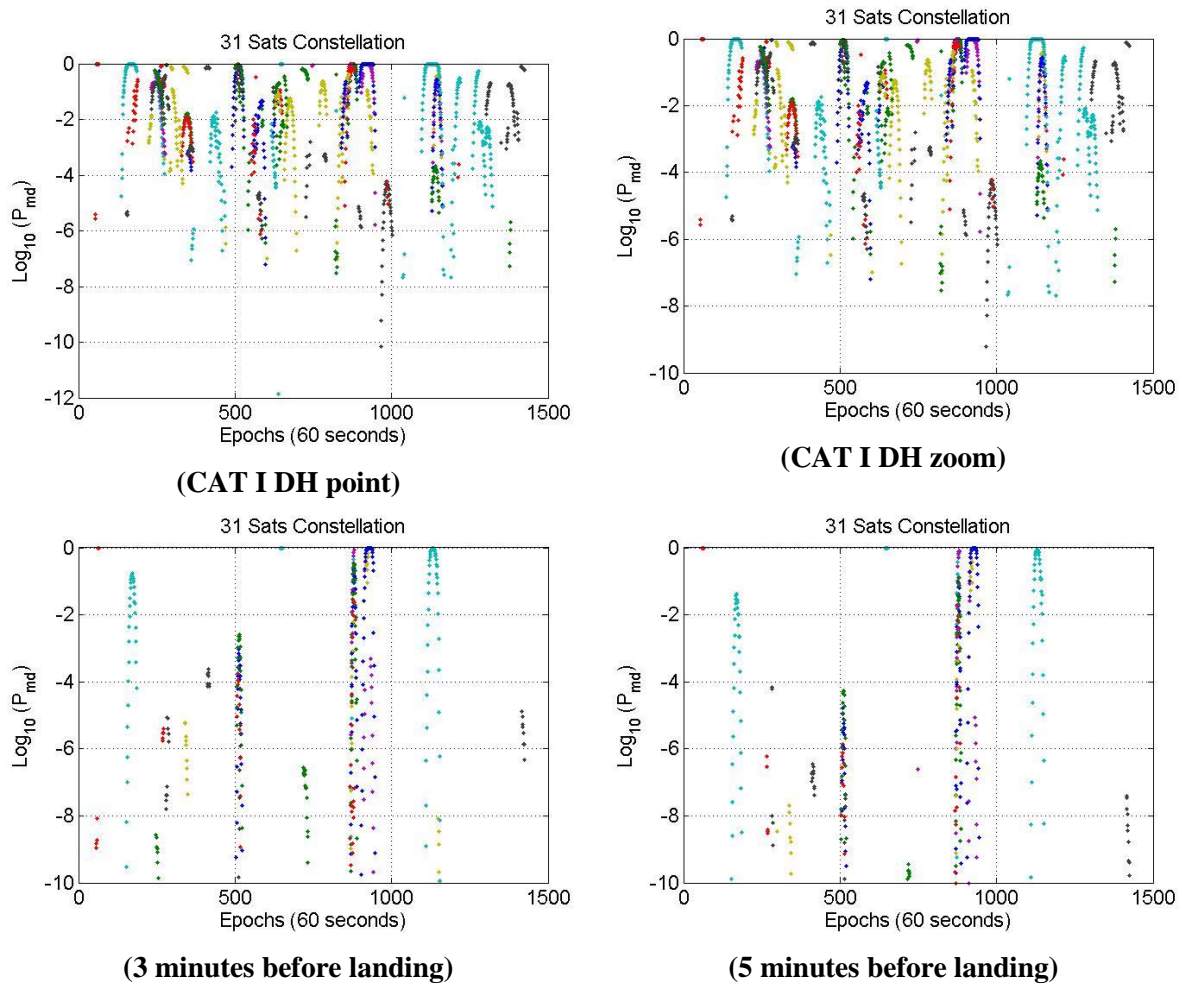 31 Sats Constellation
0
-2
-4
-6
-8
-10
-12
Log10 (Pmd)
0
500
1000
1500
Epochs (60 seconds)
(CAT I DH point)
31 Sats Constellation
0
-2
-4
-6
-8
-10
Log10 (Pmd)
0
500
1000
1500
Epochs (60 seconds)
(CAT I DH zoom)
31 Sats Constellation
0
-2
-4
-6
-8
-10
Log10 (Pmd)
0
500
1000
1500
Epochs (60 seconds)
(3 minutes before landing)
31 Sats Constellation
0
-2
-4
-6
-8
-10
Log10 (Pmd)
0
500
1000
1500
Epochs (60 seconds)
(5 minutes before landing)